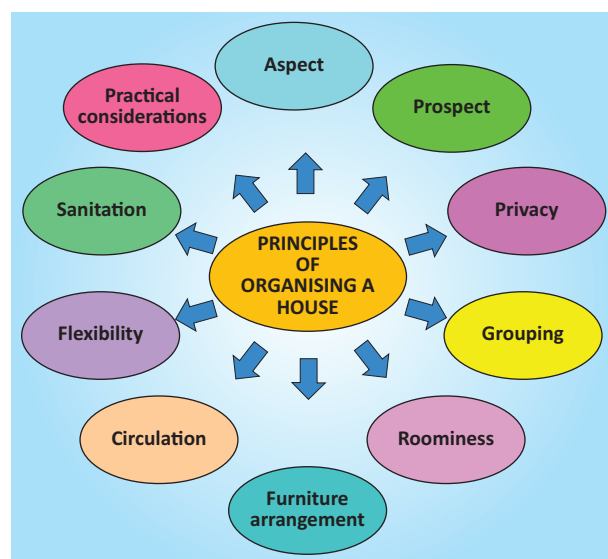 Aspect
Prospect
Privacy
Grouping
Roominess
Furniture
arrangement
Circulation
Flexibility
Sanitation
Practical
considerations
PRINCIPLES
OF
ORGANISING A
HOUSE